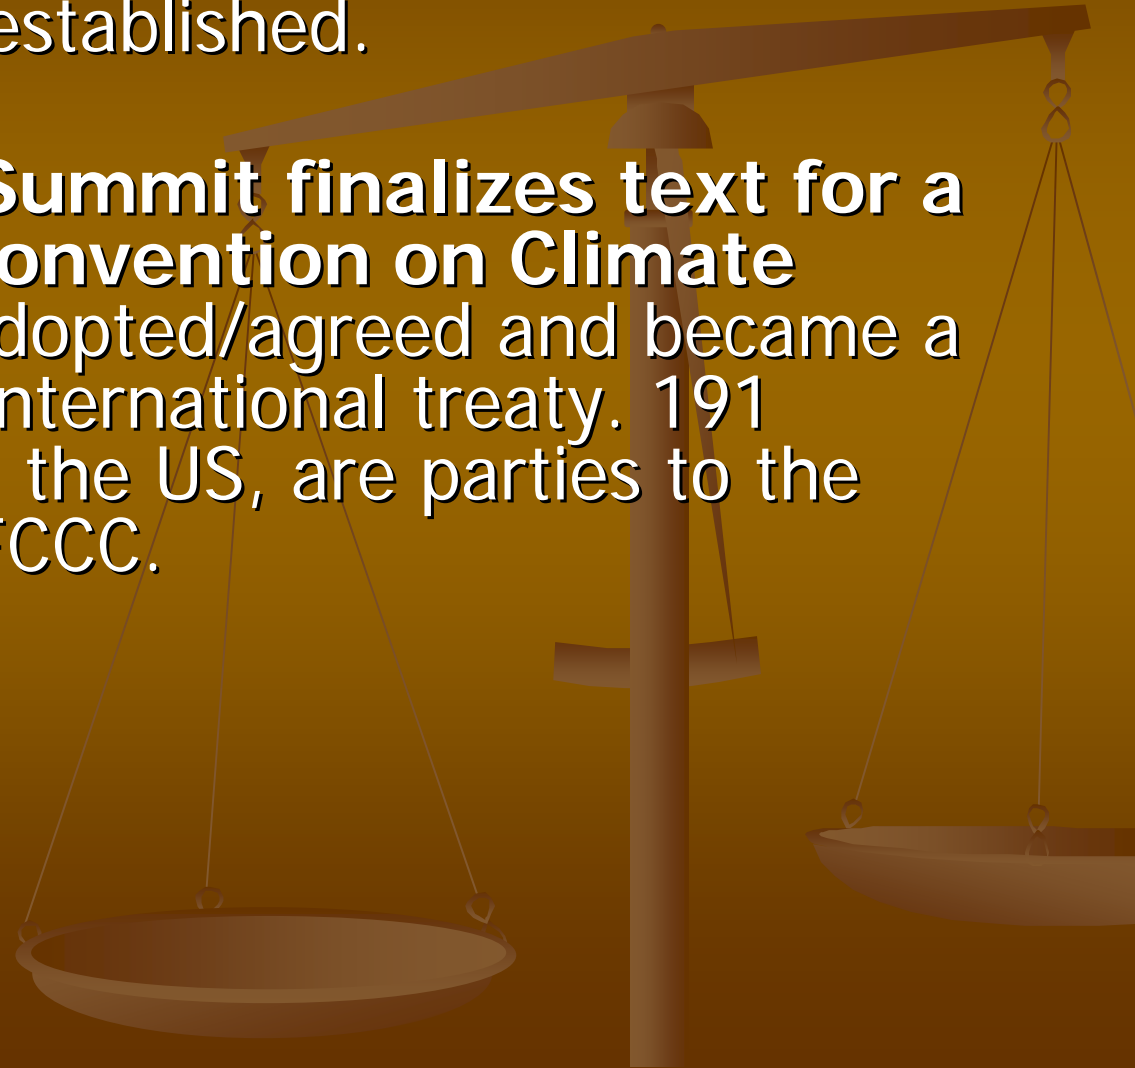 established.
Summit finalizes text for a
onvention on Climate
dopted/agreed and became a
nternational treaty. 191
the US, are parties to the
FCCC.